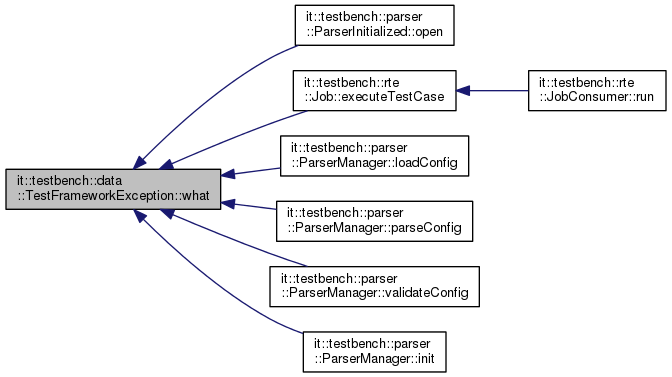 it::testbench::parser
::ParserInitialized::open
it::testbench::rte
::Job::executeTestCase
it::testbench::rte
::JobConsumer::run
it::testbench::parser
::ParserManager::loadConfig
it::testbench::data
::TestFrameworkException::what
it::testbench::parser
::ParserManager::parseConfig
it::testbench::parser
::ParserManager::validateConfig
it::testbench::parser
::ParserManager::init